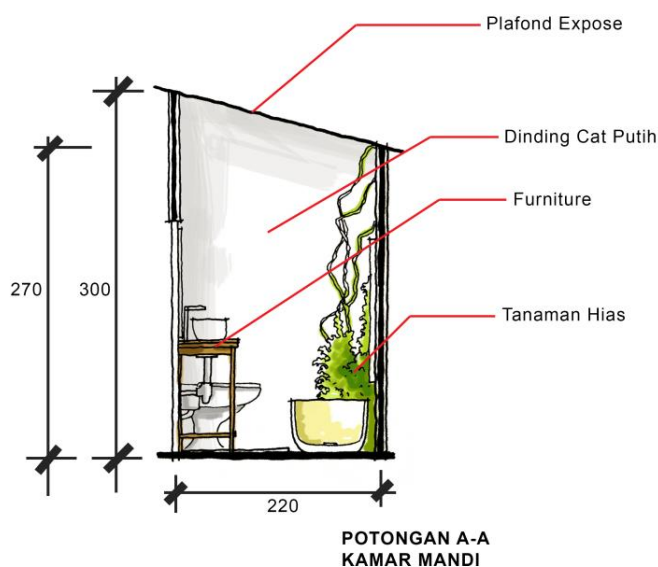 Plafond Expose
Dinding Cat Putih
Furniture
270
300
Tanaman Hias
220
POTONGAN A-A
KAMAR MANDI